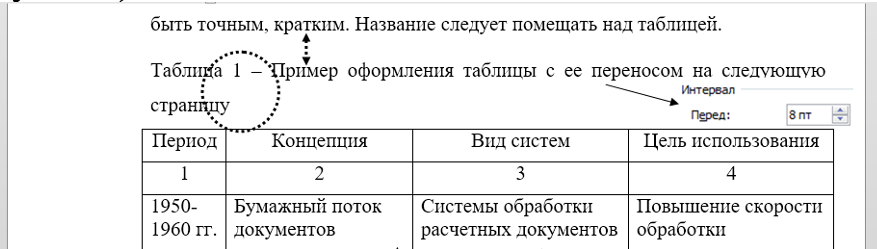 быть точным, кратким. Название следует помещать над таблицей.
Таблица 1 – Пример оформления таблицы с ее переносом на следующую
страницу
Интервал
Перед: 8 пт
Период Концепция Вид систем Цель использования
1 2 3 4
1950- Бумажный поток Системы обработки Повышение скорости
1960 гг. документов расчетных документов обработки